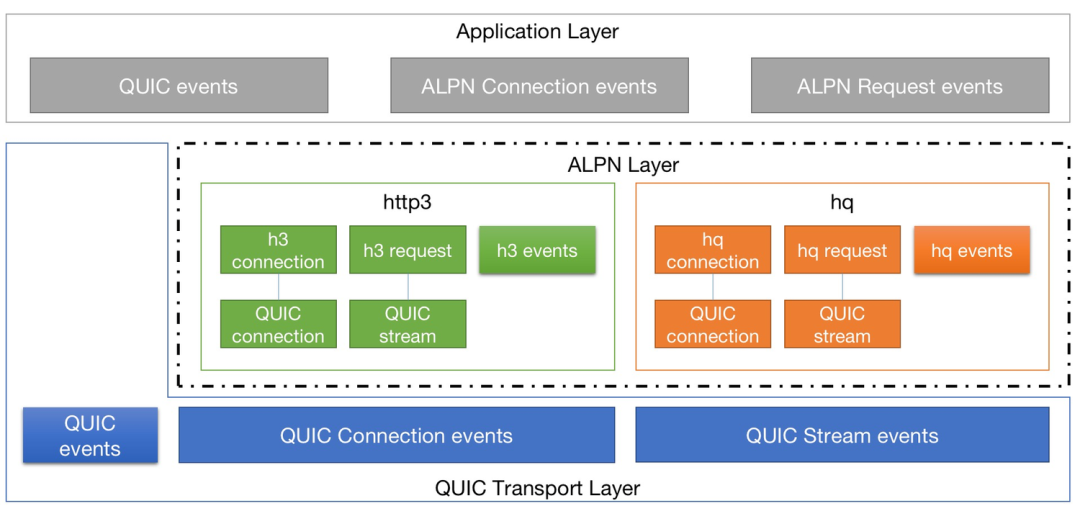 Application Layer
QUIC events
ALPN Connection events
ALPN Request events
ALPN Layer
http3
h3
connection
h3 request
h3 events
QUIC
connection
QUIC
stream
hq
hq
connection
hq request
hq events
QUIC
connection
QUIC
stream
QUIC
events
QUIC Connection events
QUIC Stream events
QUIC Transport Layer